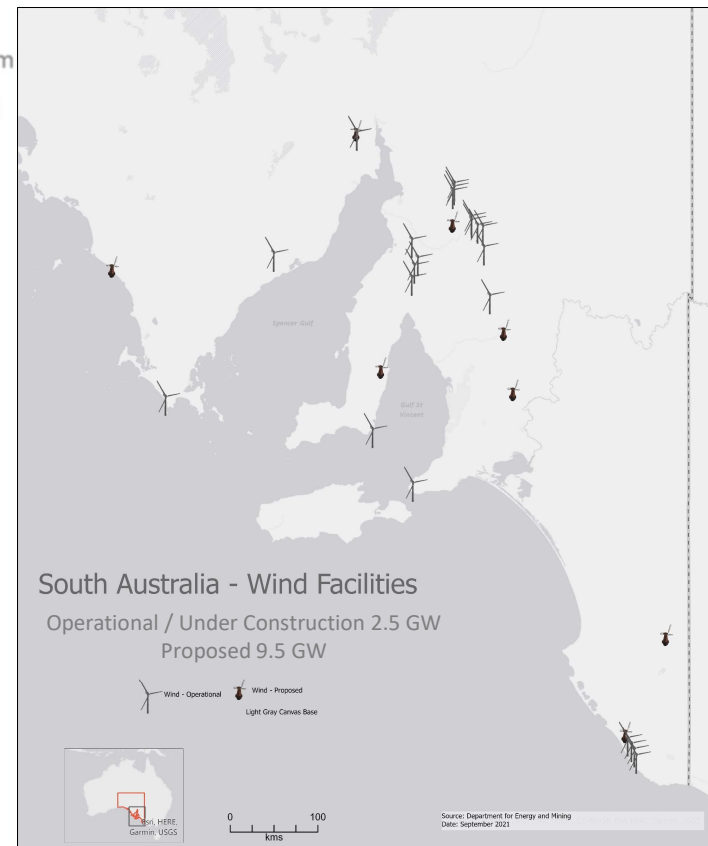 m
Spencer Gulf
Gulf St
Vincent
South Australia - Wind Facilities
Operational / Under Construction 2.5 GW
Proposed 9.5 GW
Wind - Operational
Wind - Proposed
Light Gray Canvas Base
Esri, HERE,
Garmin, USGS
0 100
kms
Source: Department for Energy and Mining
Date: September 2021